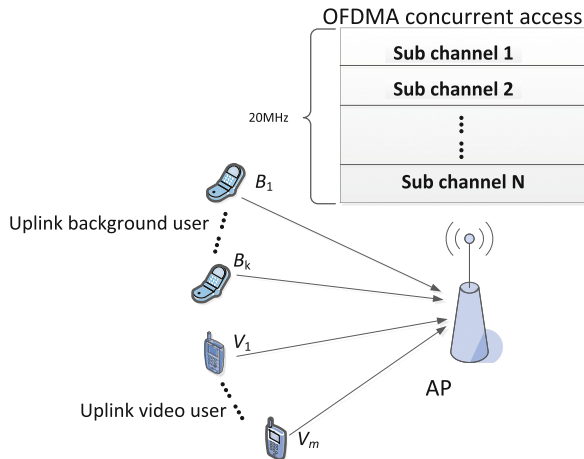 OFDMA concurrent access
Sub channel 1
Sub channel 2
20MHz
Sub channel N
B1
Uplink background user
Bk
V1
AP
Uplink video user
Vm